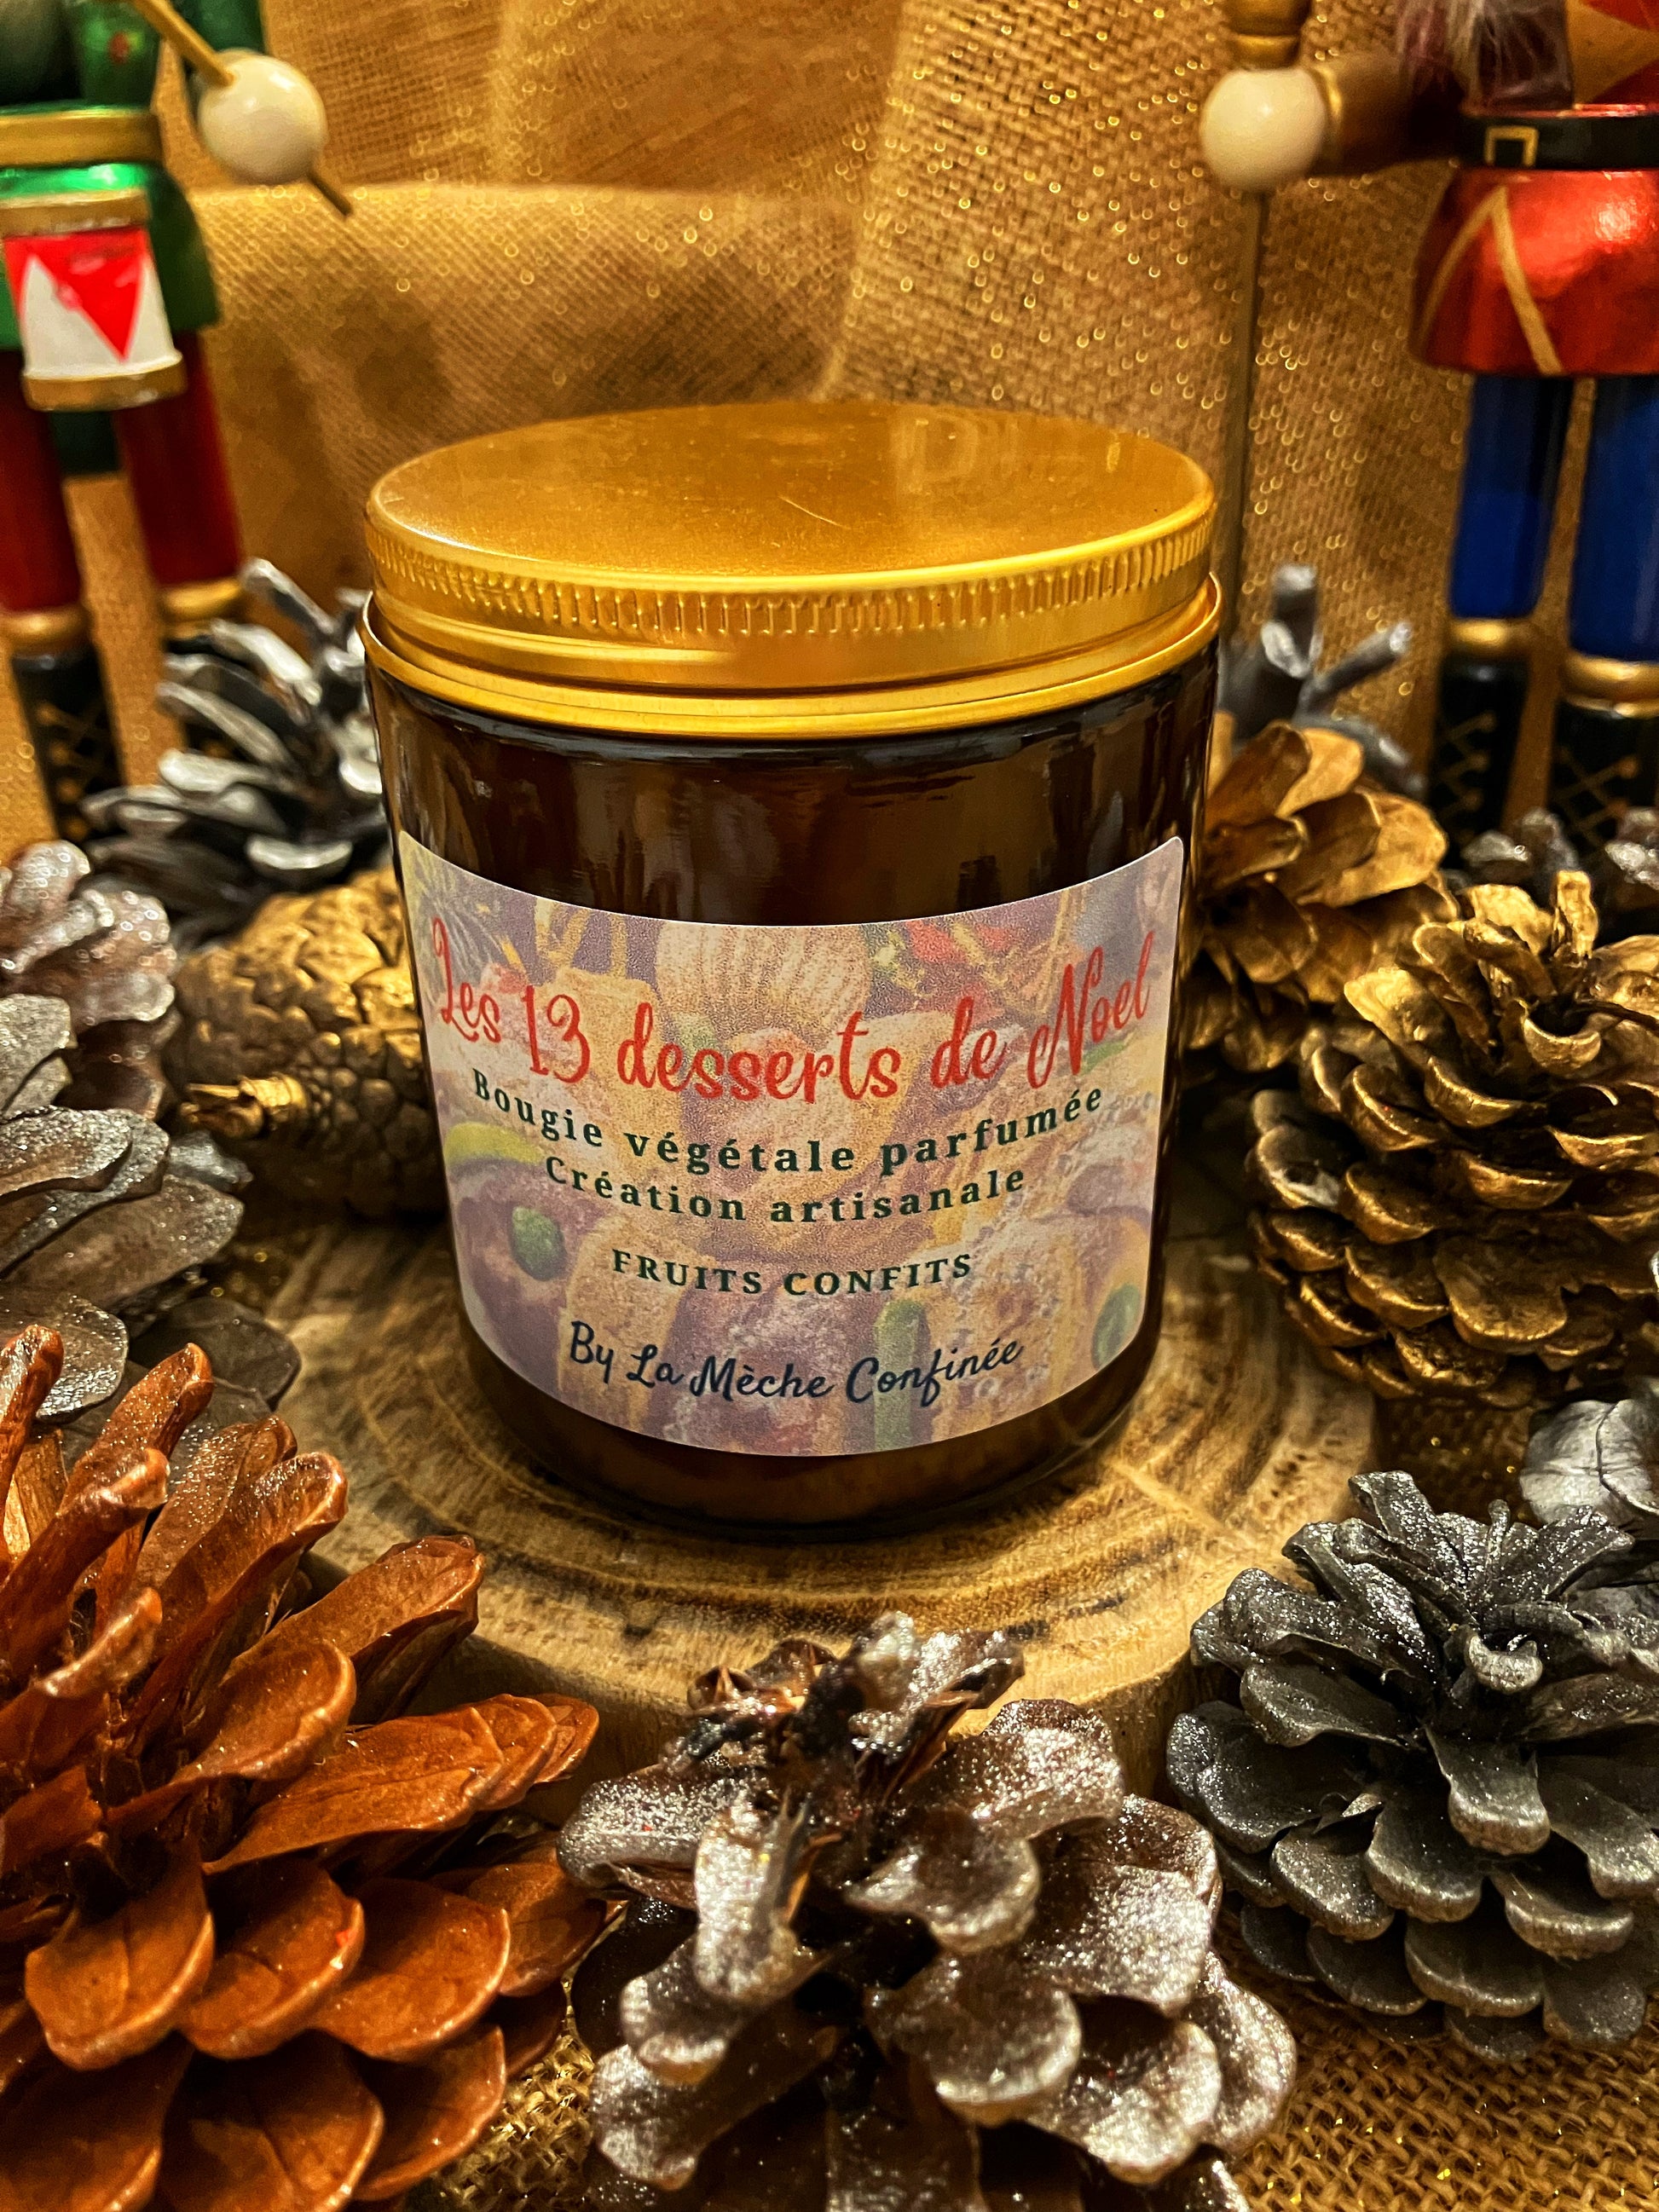 Les 13 desserts de Noel
Bougie végétale parfumée
Création artisanale
FRUITS CONFITS
By La Mèche Confinée